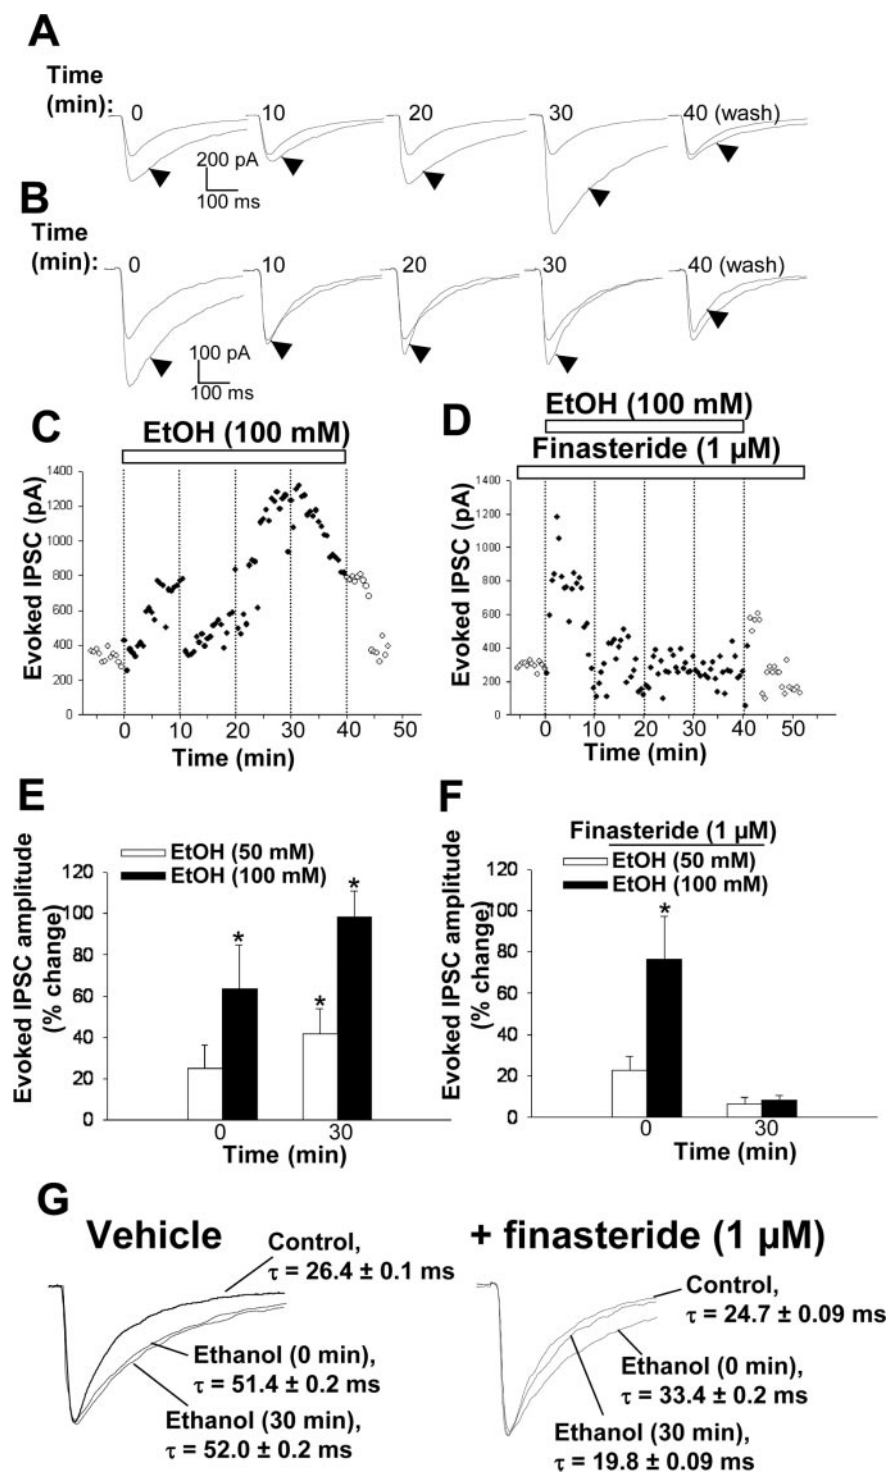 A
Time
(min):
0
10
20
30
40 (wash)
200 pA
100 ms
B
Time
(min):
0
10
20
30
40 (wash)
100 pA
100 ms
C
EtOH (100 mM)
Evoked IPSC (pA)
1400
1200
1000
800
600
400
200
0
0 10 20 30 40 50
Time (min)
D
EtOH (100 mM)
Finasteride (1 µM)
Evoked IPSC (pA)
1400
1200
1000
800
600
400
200
0
0 10 20 30 40 50
Time (min)
E
EtOH (50 mM)
EtOH (100 mM)
Evoked IPSC amplitude
(% change)
120
100
80
60
40
20
0
*
*
*
0 30
Time (min)
F
Finasteride (1 µM)
EtOH (50 mM)
EtOH (100 mM)
Evoked IPSC amplitude
(% change)
120
100
80
60
40
20
0
*
0 30
Time (min)
G
Vehicle
Control,
τ = 26.4 ± 0.1 ms
Ethanol (0 min),
τ = 51.4 ± 0.2 ms
Ethanol (30 min),
τ = 52.0 ± 0.2 ms
+ finasteride (1 µM)
Control,
τ = 24.7 ± 0.09 ms
Ethanol (0 min),
τ = 33.4 ± 0.2 ms
Ethanol (30 min),
τ = 19.8 ± 0.09 ms